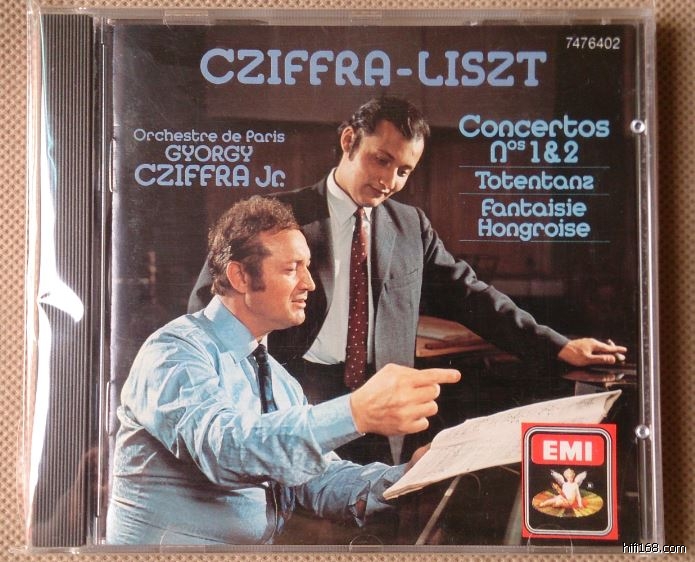 7476402
CZIFFRA-LISZT
Orchestre de Paris
GYORGY
CZIFFRA Jr.
Concertos
Nos 1 & 2
Totentanz
Fantaisie
Hongroise
EMI
hifi168.com